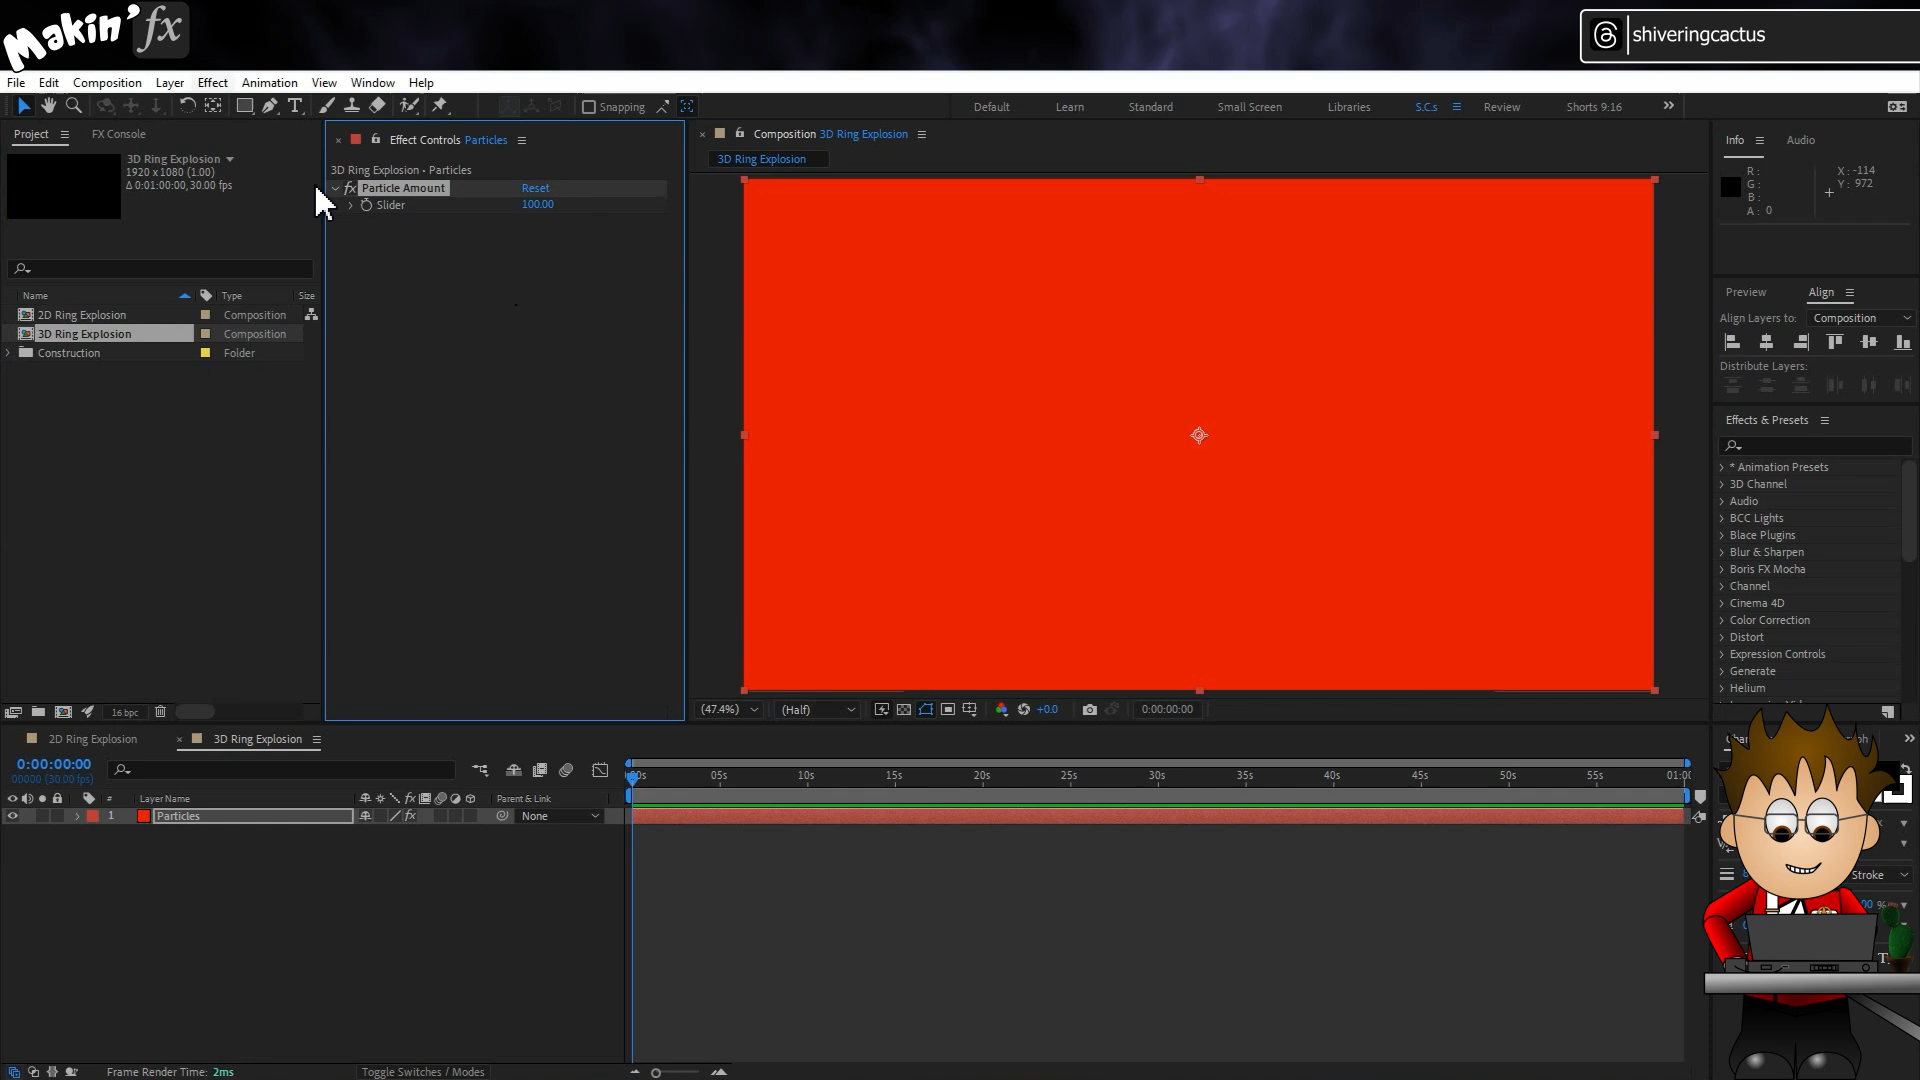 Makin' fx
shiveringcactus
File Edit Composition Layer Effect Animation View Window Help
Snapping
Default Learn Standard Small Screen Libraries S.C.s Review Shorts 9:16
Project FX Console
3D Ring Explosion
1920 x 1080 (1.00)
Δ 0:01:00:00, 30.00 fps
Name Type Size
2D Ring Explosion Composition
3D Ring Explosion Composition
Construction Folder
16 bpc
Effect Controls Particles
3D Ring Explosion • Particles
fx Particle Amount Reset
Slider 100.00
Composition 3D Ring Explosion
3D Ring Explosion
(47.4%) (Half) +0.0 0:00:00:00
Info Audio
R: X: -114
G: Y: 972
B:
A: 0
Preview Align
Align Layers to: Composition
Distribute Layers:
Effects & Presets
* Animation Presets
3D Channel
Audio
BCC Lights
Blace Plugins
Blur & Sharpen
Boris FX Mocha
Channel
Cinema 4D
Color Correction
Distort
Expression Controls
Generate
Helium
2D Ring Explosion 3D Ring Explosion
0:00:00:00
00000 (30.00 fps)
05s 10s 15s 20s 25s 30s 35s 40s 45s 50s 55s
# Layer Name fx Parent & Link
1 Particles fx None
Stroke
Frame Render Time: 2ms Toggle Switches / Modes